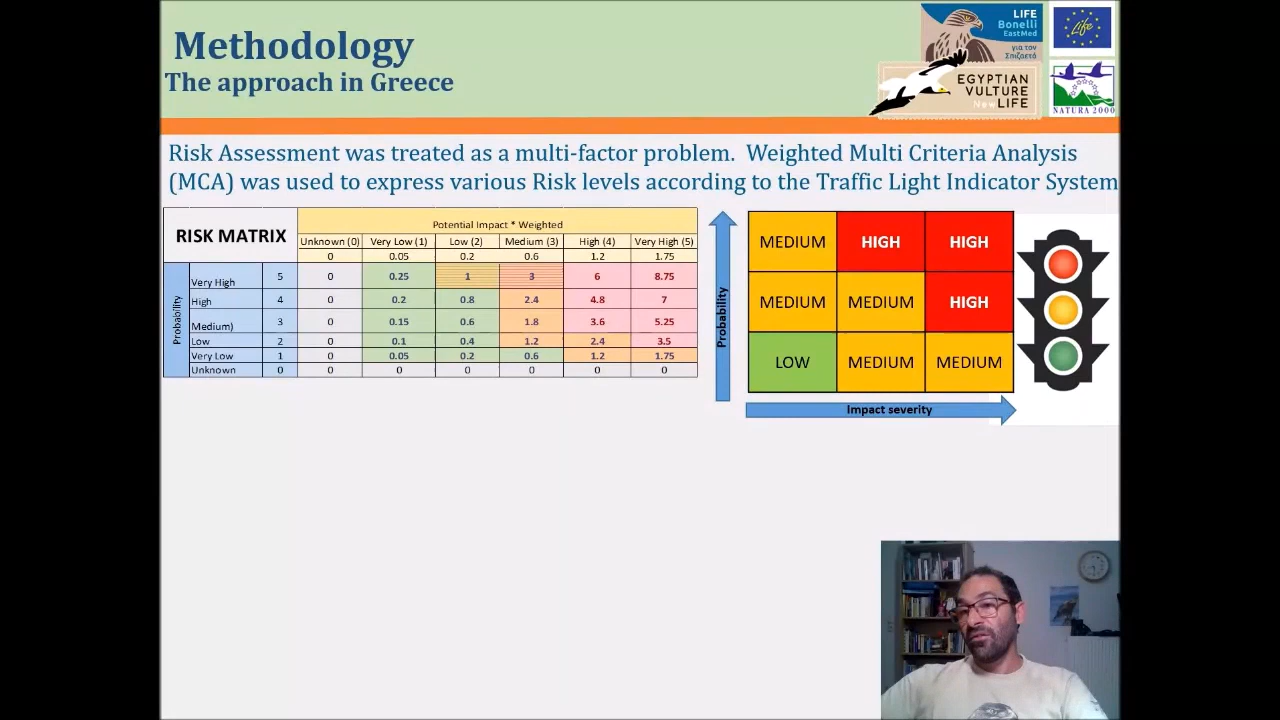 Methodology
The approach in Greece
LIFE
Bonelli
EastMed
για τον
Σπιζαετό
Life
EGYPTIAN
VULTURE
New LIFE
NATURA 2000
Risk Assessment was treated as a multi-factor problem. Weighted Multi Criteria Analysis
(MCA) was used to express various Risk levels according to the Traffic Light Indicator System
RISK MATRIX
Potential Impact * Weighted
Unknown (0) Very Low (1) Low (2) Medium (3) High (4) Very High (5)
0 0.05 0.2 0.6 1.2 1.75
Probability
Very High 5 0 0.25 1 3 6 8.75
High 4 0 0.2 0.8 2.4 4.8 7
Medium) 3 0 0.15 0.6 1.8 3.6 5.25
Low 2 0 0.1 0.4 1.2 2.4 3.5
Very Low 1 0 0.05 0.2 0.6 1.2 1.75
Unknown 0 0 0 0 0 0 0
Probability
MEDIUM HIGH HIGH
MEDIUM MEDIUM HIGH
LOW MEDIUM MEDIUM
Impact severity